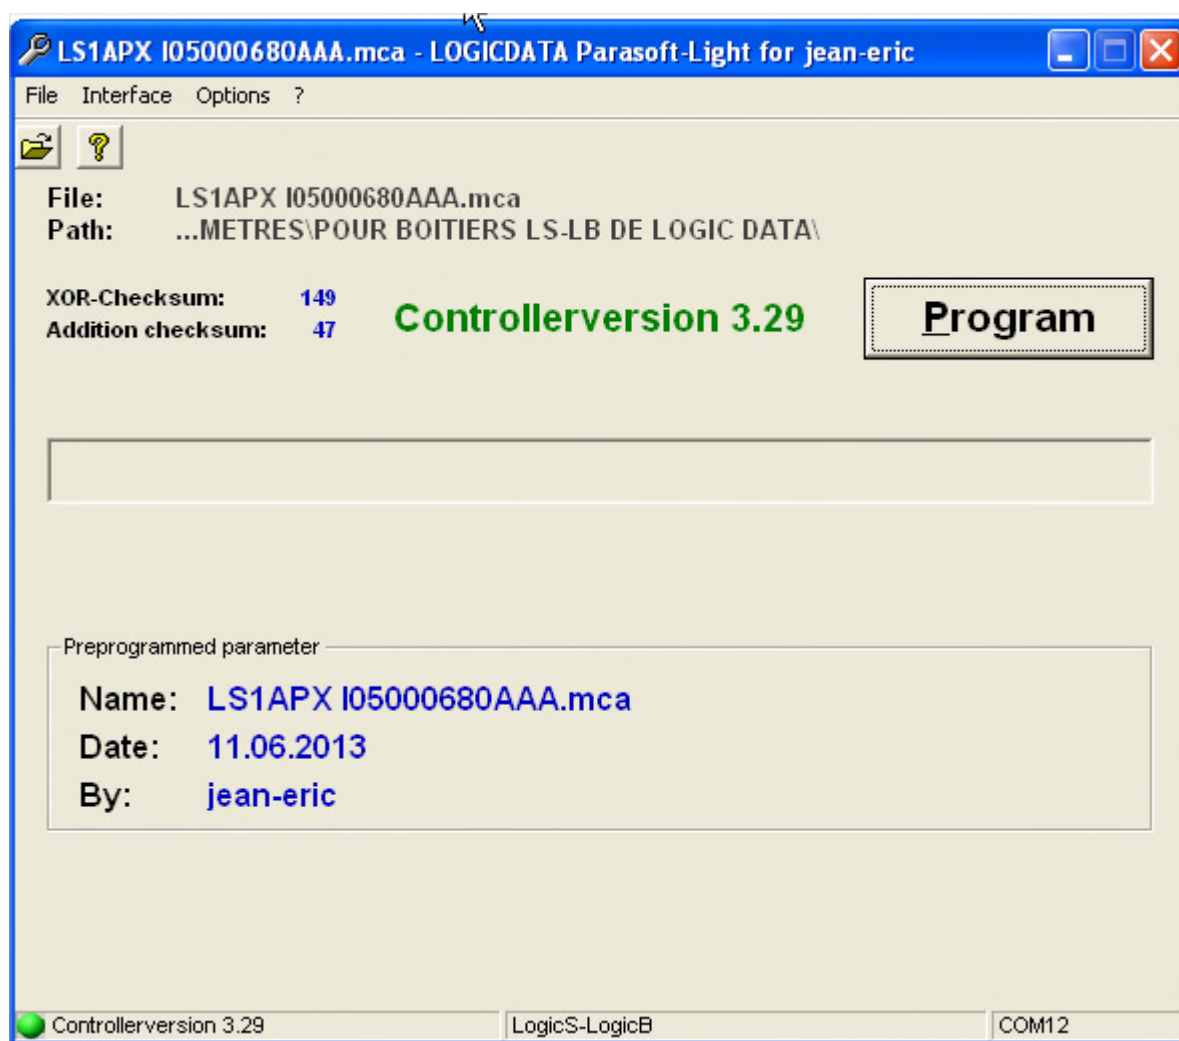 LS1APX I05000680AAA.mca - LOGICDATA Parasoft-Light for jean-eric
File Interface Options ?
File: LS1APX I05000680AAA.mca
Path: ...METRES\POUR BOITIERS LS-LB DE LOGIC DATA\
XOR-Checksum: 149
Addition checksum: 47
Controllerversion 3.29
Program
Preprogrammed parameter
Name: LS1APX I05000680AAA.mca
Date: 11.06.2013
By: jean-eric
Controllerversion 3.29 LogicS-LogicB COM12